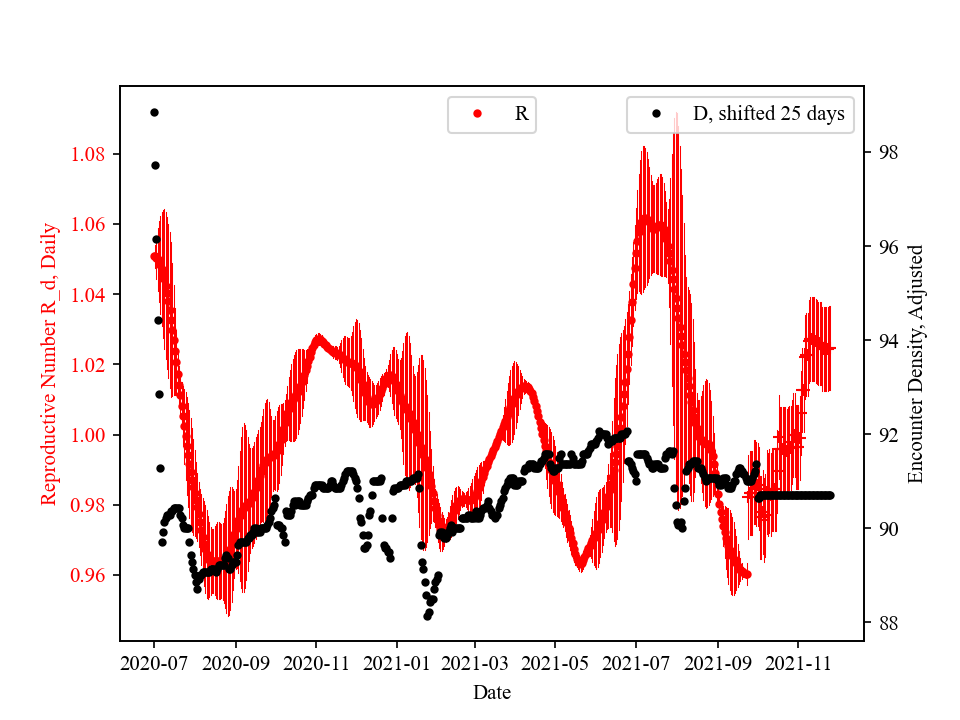 R
D, shifted 25 days
1.08
1.06
1.04
1.02
1.00
0.98
0.96
Reproductive Number R_d, Daily
98
96
94
92
90
88
Encounter Density, Adjusted
2020-07 2020-09 2020-11 2021-01 2021-03 2021-05 2021-07 2021-09 2021-11
Date